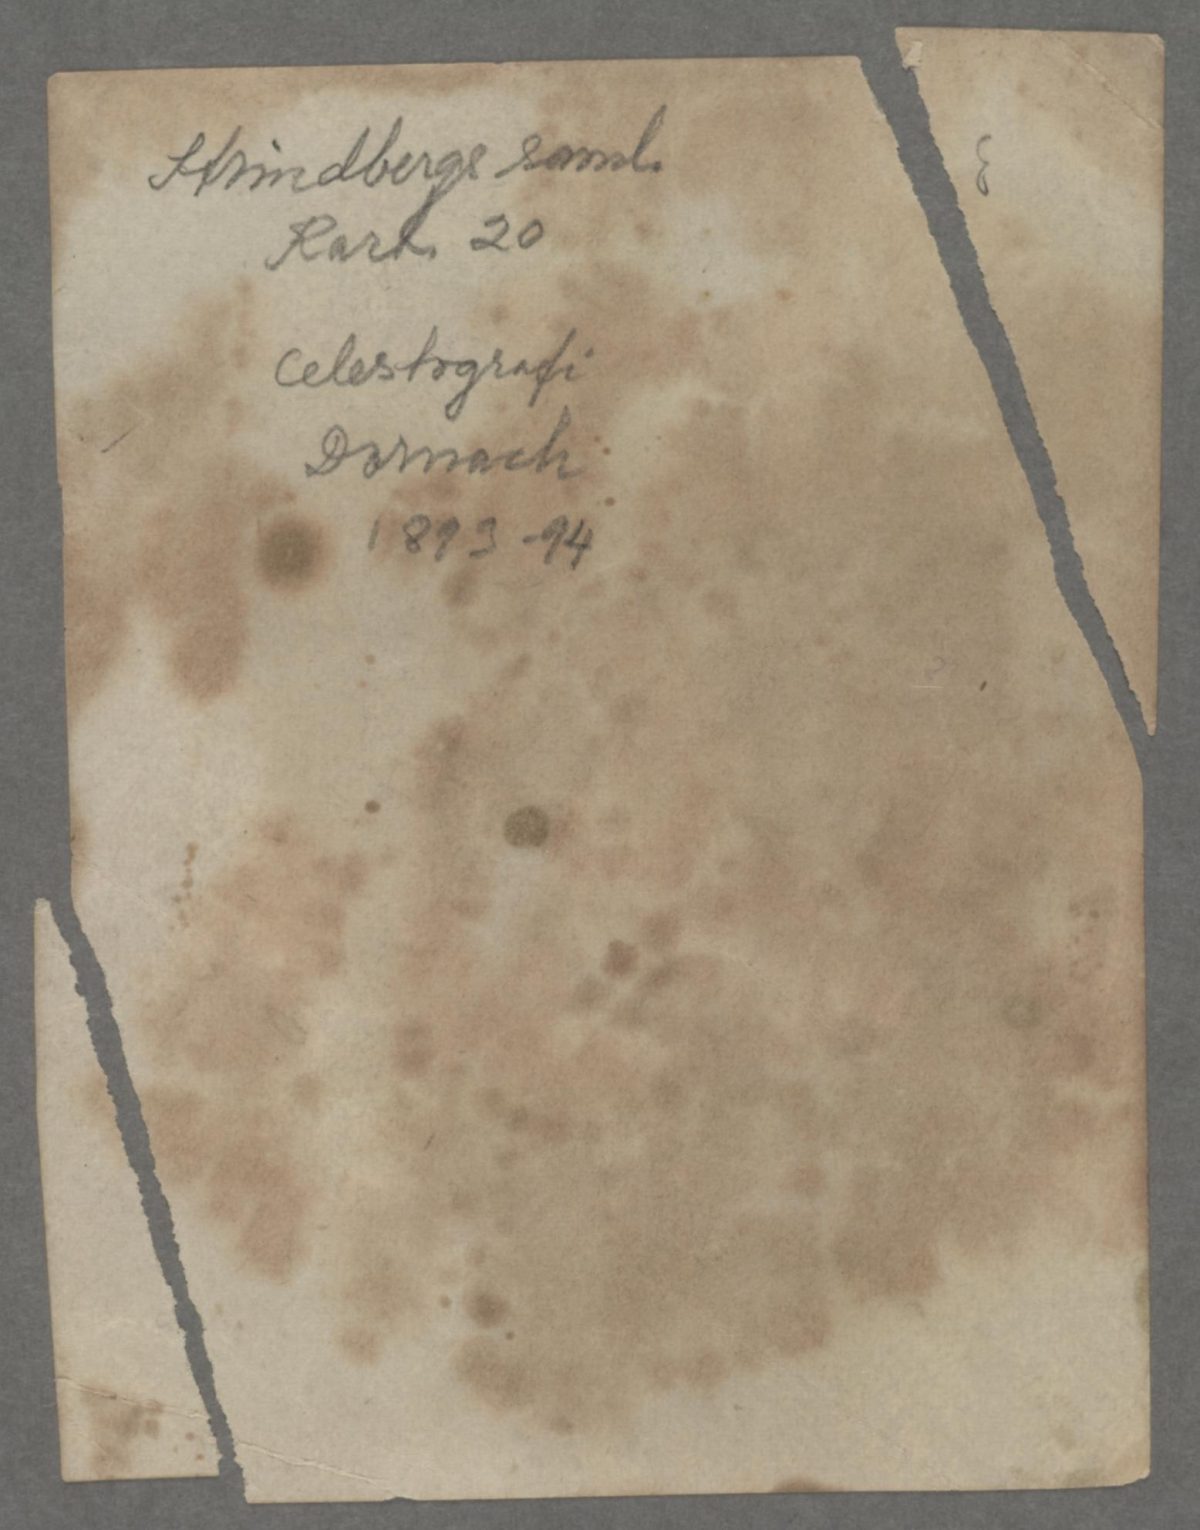 Strindbergs saml.
Kart. 20
Celestografi
Dornach
1893-94